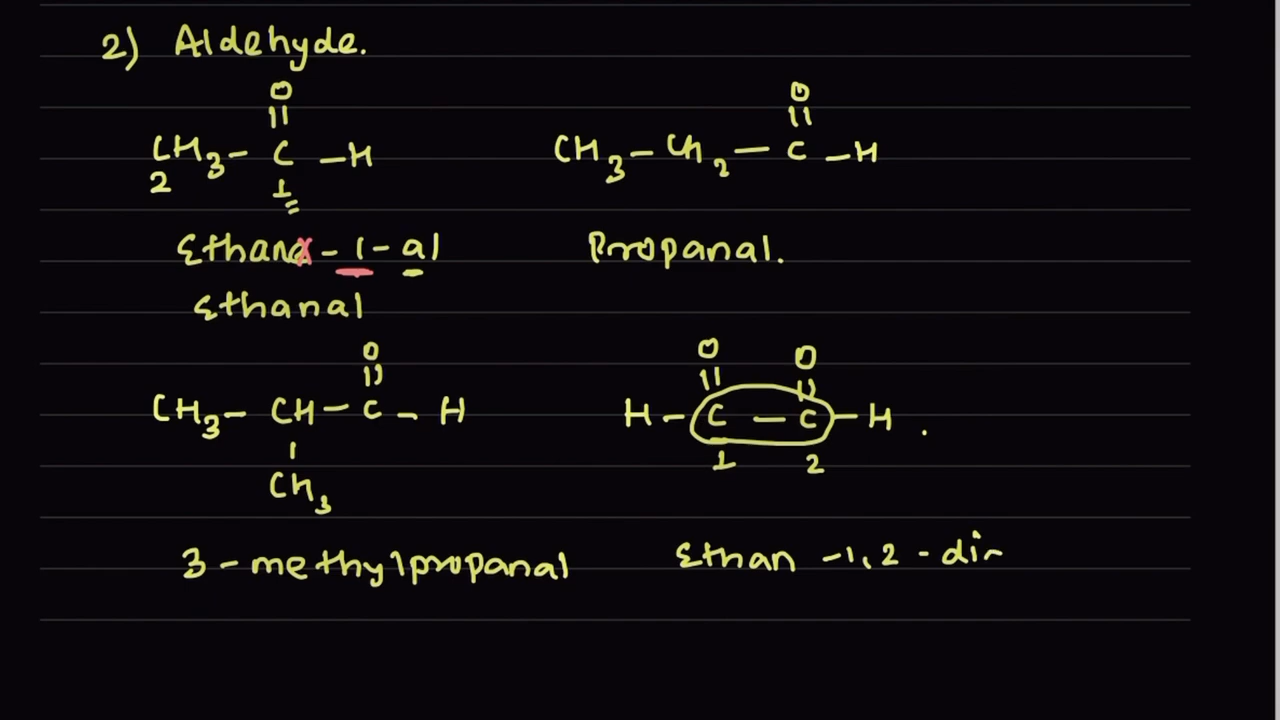 2) Aldehyde.
O O
|| ||
CH3 - C - H CH3 - CH2 - C - H
2 1
Ethane - 1 - al Propanal.
Ethanal
O O O
|| || ||
CH3 - CH - C - H H - C - C - H .
| 1 2
CH3
3 - methylpropanal Ethan - 1, 2 - di